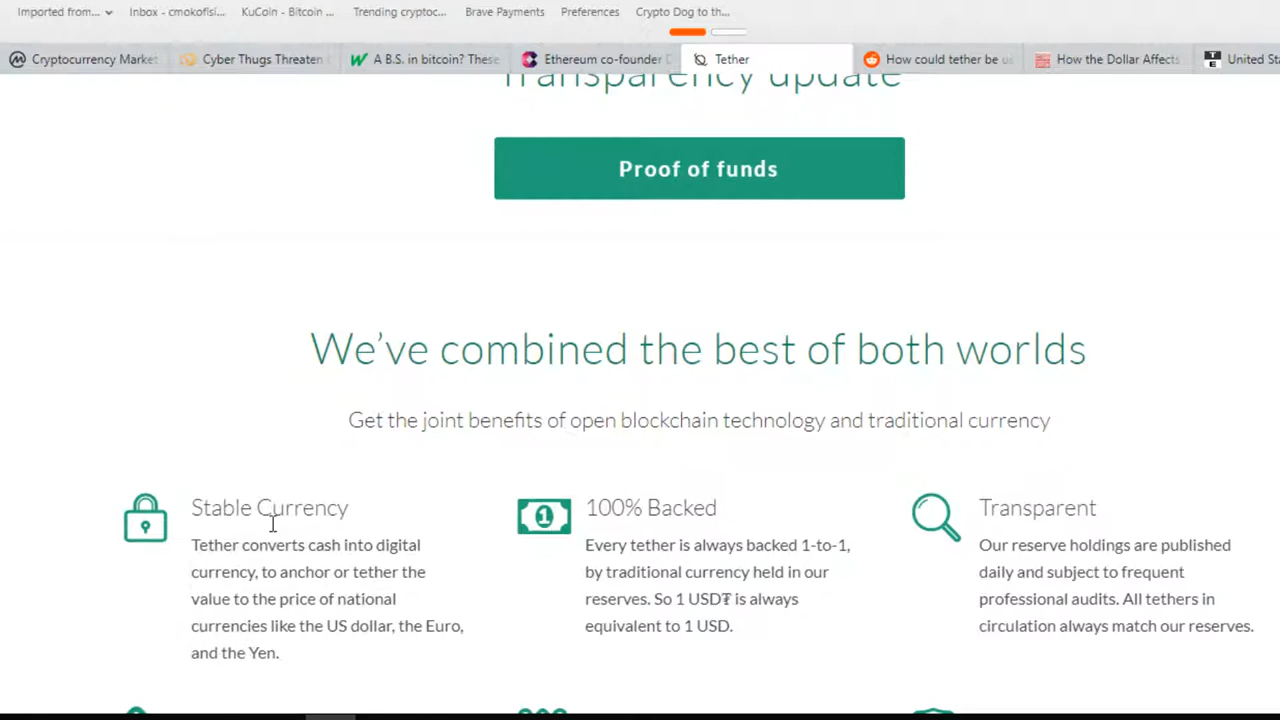 Imported from... Inbox - cmokofisi... KuCoin - Bitcoin ... Trending cryptoc... Brave Payments Preferences Crypto Dog to th...
Cryptocurrency Market Cyber Thugs Threaten A B.S. in bitcoin? These Ethereum co-founder Tether How could tether be us How the Dollar Affects United Sta
Transparency update
Proof of funds
We've combined the best of both worlds
Get the joint benefits of open blockchain technology and traditional currency
Stable Currency
Tether converts cash into digital
currency, to anchor or tether the
value to the price of national
currencies like the US dollar, the Euro,
and the Yen.
100% Backed
Every tether is always backed 1-to-1,
by traditional currency held in our
reserves. So 1 USD₮ is always
equivalent to 1 USD.
Transparent
Our reserve holdings are published
daily and subject to frequent
professional audits. All tethers in
circulation always match our reserves.